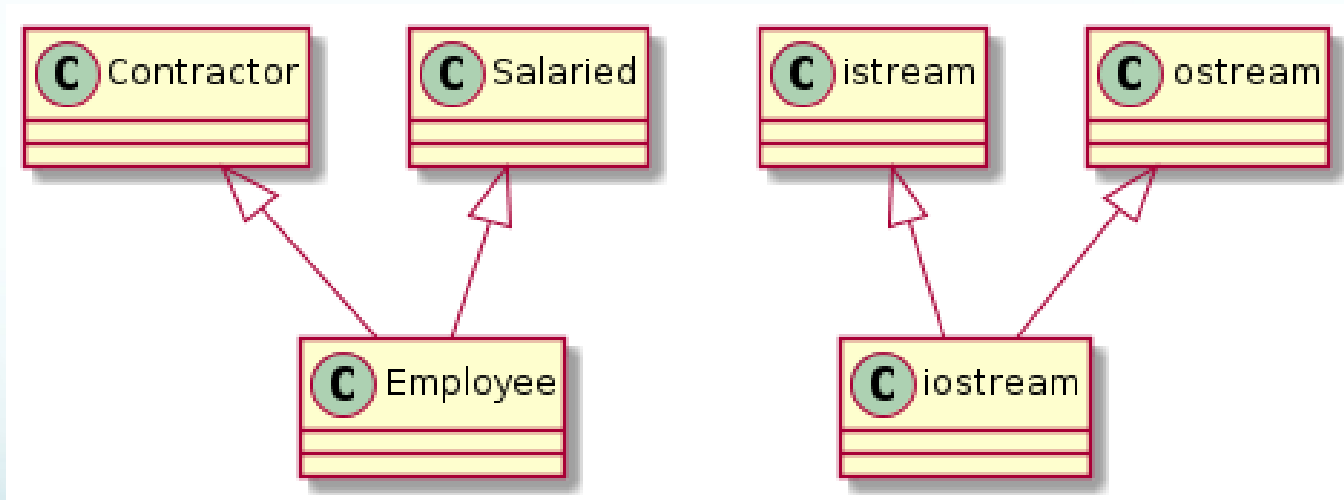 C Contractor
C Salaried
C istream
C ostream
C Employee
C iostream